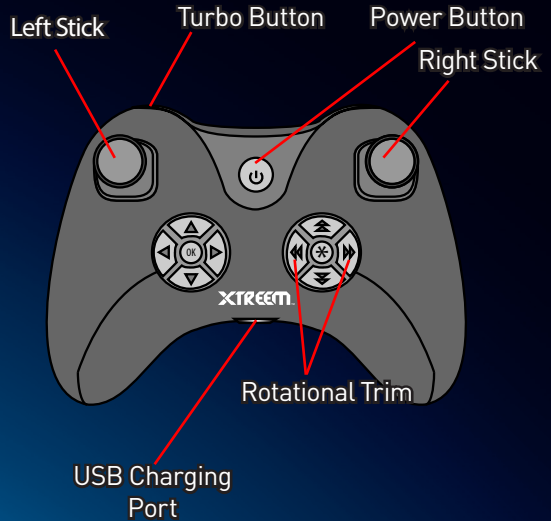 Left Stick
Turbo Button
Power Button
Right Stick
OK
XTREEM
Rotational Trim
USB Charging
Port